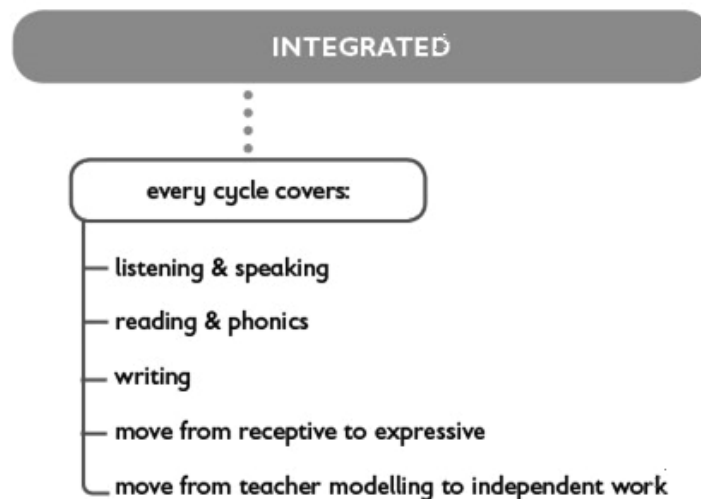 INTEGRATED
every cycle covers:
listening & speaking
reading & phonics
writing
move from receptive to expressive
move from teacher modelling to independent work